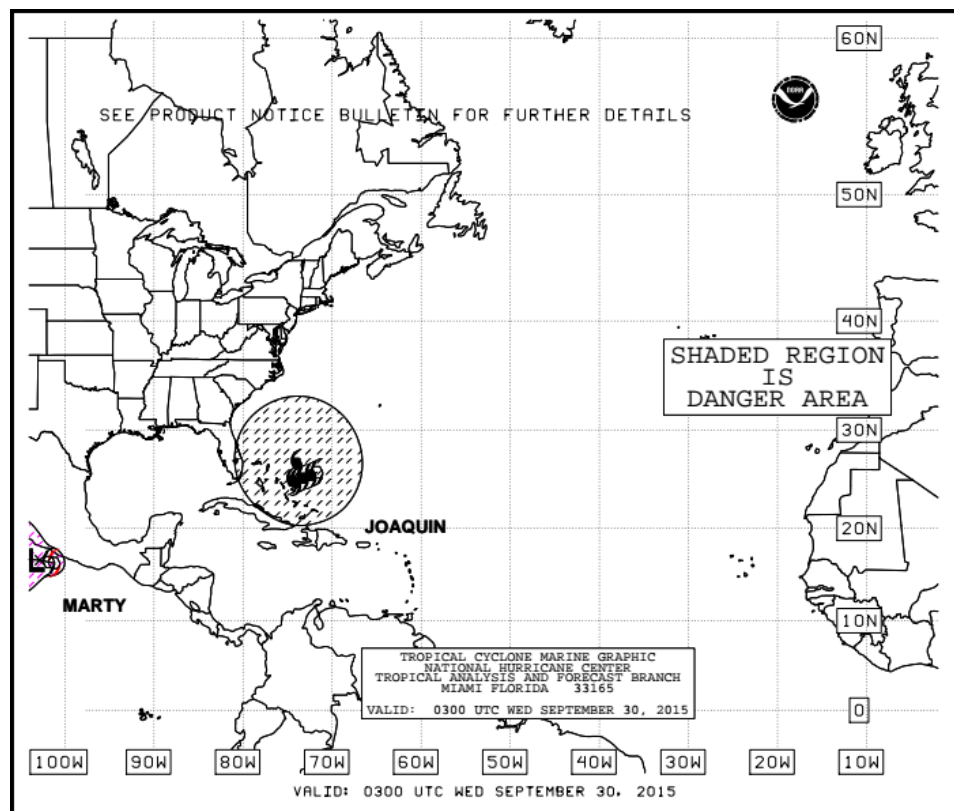 60N
NOAA
SEE PRODUCT NOTICE BULLETIN FOR FURTHER DETAILS
50N
40N
SHADED REGION
IS
DANGER AREA
30N
20N
JOAQUIN
L
MARTY
10N
TROPICAL CYCLONE MARINE GRAPHIC
NATIONAL HURRICANE CENTER
TROPICAL ANALYSIS AND FORECAST BRANCH
MIAMI FLORIDA 33165
VALID: 0300 UTC WED SEPTEMBER 30, 2015
0
100W 90W 80W 70W 60W 50W 40W 30W 20W 10W
VALID: 0300 UTC WED SEPTEMBER 30, 2015